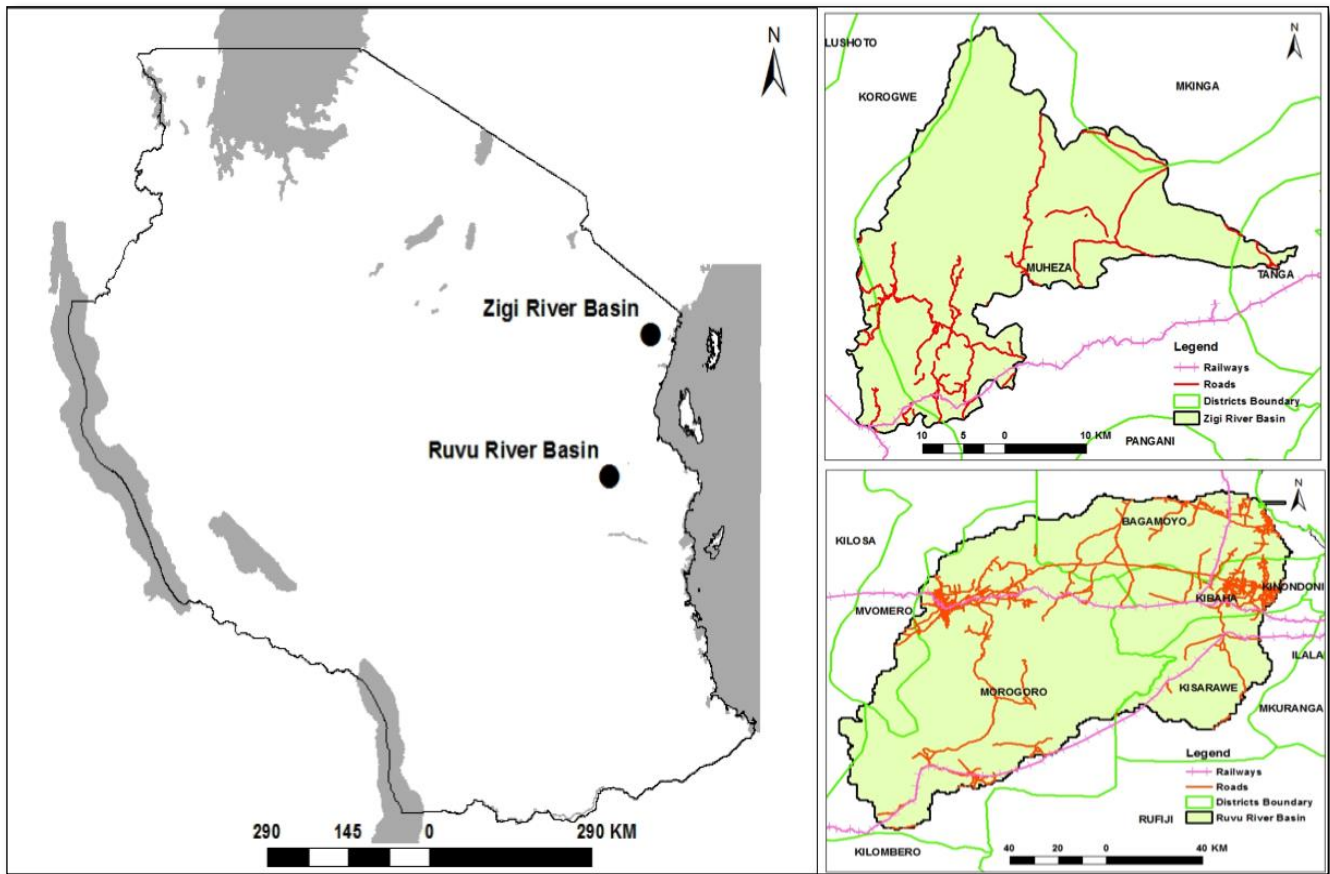 N
Zigi River Basin
Ruvu River Basin
290 145 0 290 KM
LUSHOTO
N
KOROGWE
MKINGA
MUHEZA
TANGA
Legend
Railways
Roads
Districts Boundary
Zigi River Basin
10 5 0 10 KM
PANGANI
N
BAGAMOYO
KILOSA
KINONDONI
KIBAHA
MVOMERO
ILALA
MOROGORO
KISARAWE
MKURANGA
Legend
Railways
Roads
Districts Boundary
Ruvu River Basin
RUFIJI
KILOMBERO
40 20 0 40 KM